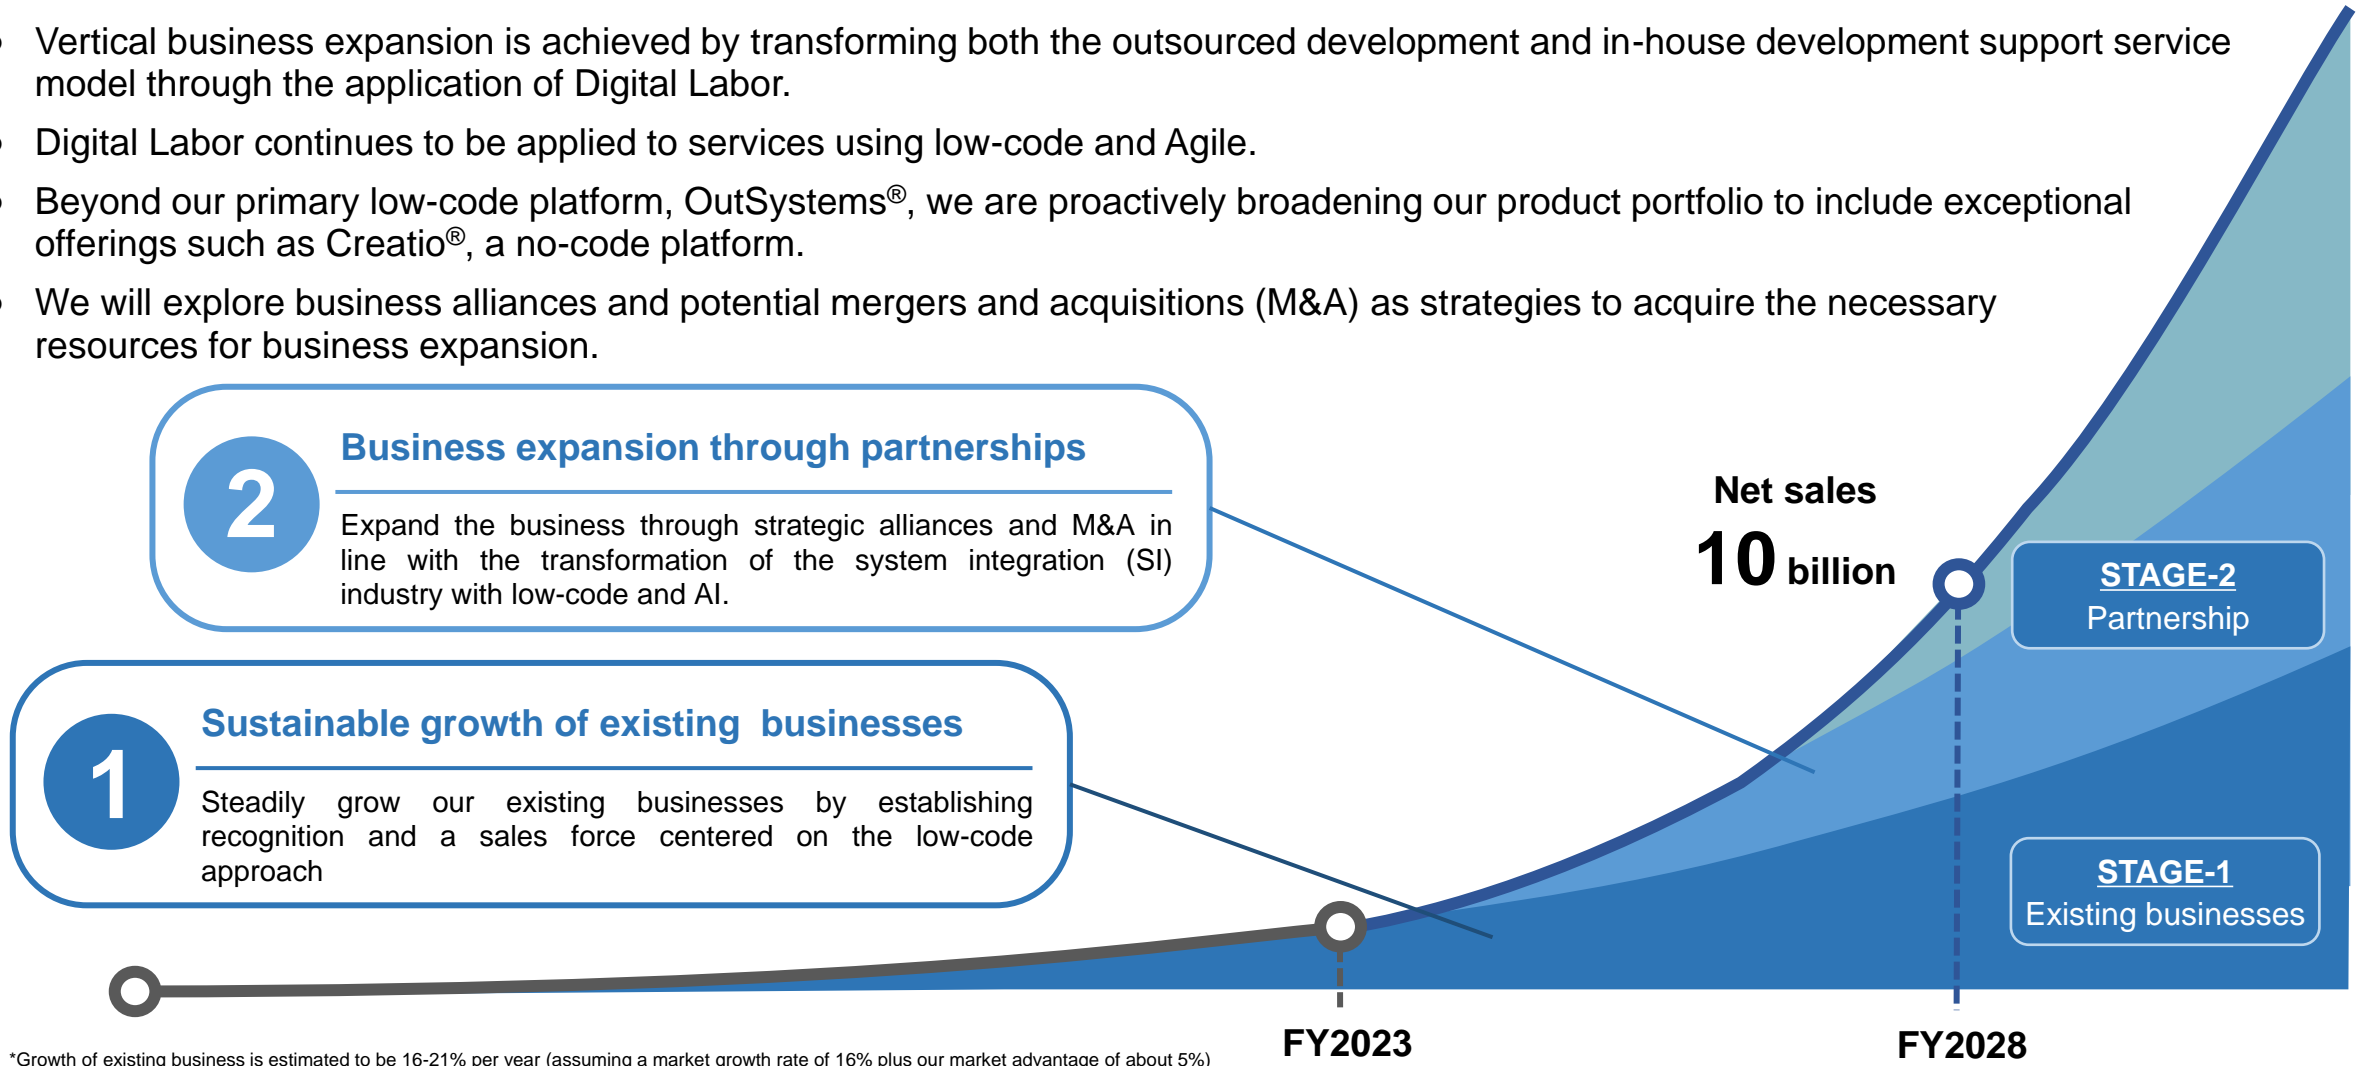 Vertical business expansion is achieved by transforming both the outsourced development and in-house development support service
model through the application of Digital Labor.
Digital Labor continues to be applied to services using low-code and Agile.
Beyond our primary low-code platform, OutSystems®, we are proactively broadening our product portfolio to include exceptional
offerings such as Creatio®, a no-code platform.
We will explore business alliances and potential mergers and acquisitions (M&A) as strategies to acquire the necessary
resources for business expansion.
2
Business expansion through partnerships
Expand the business through strategic alliances and M&A in
line with the transformation of the system integration (SI)
industry with low-code and AI.
Net sales
10 billion
STAGE-2
Partnership
1
Sustainable growth of existing businesses
Steadily grow our existing businesses by establishing
recognition and a sales force centered on the low-code
approach
STAGE-1
Existing businesses
FY2023
FY2028
*Growth of existing business is estimated to be 16-21% per year (assuming a market growth rate of 16% plus our market advantage of about 5%)